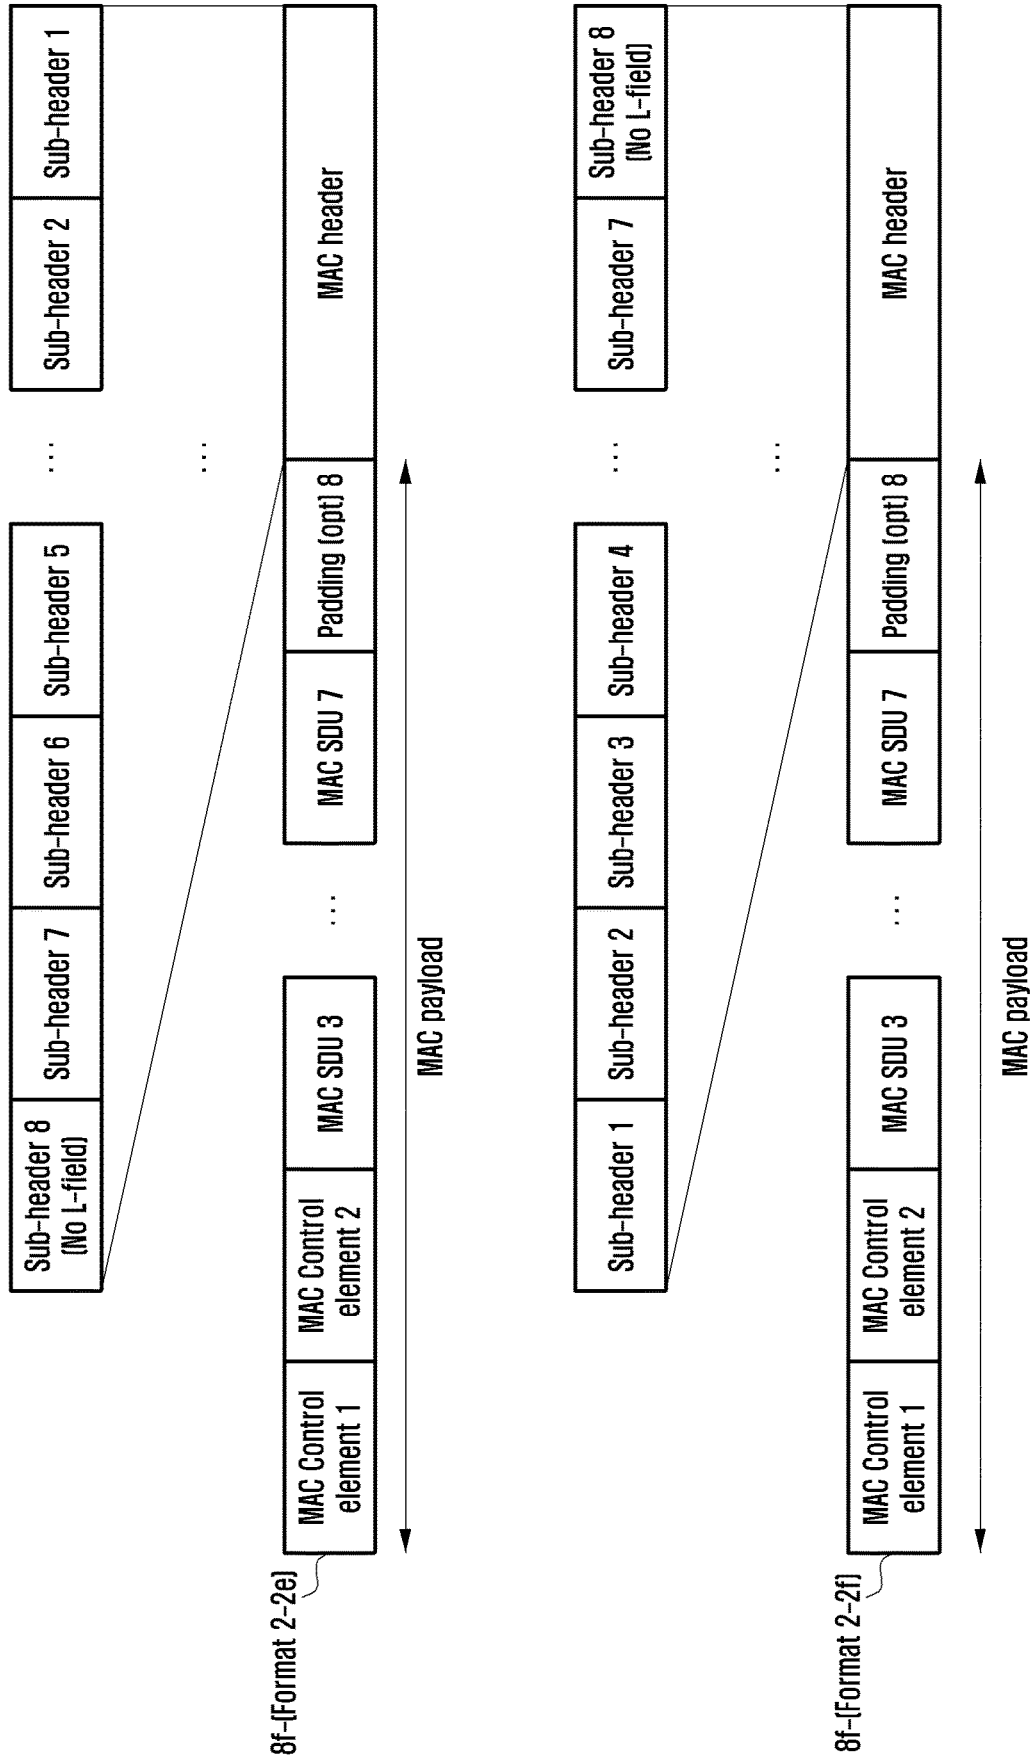 Sub-header 8
(No L-field)
Sub-header 7
Sub-header 6
Sub-header 5
...
Sub-header 2
Sub-header 1
...
8f-(Format 2-2e)
MAC Control
element 1
MAC Control
element 2
MAC SDU 3
...
MAC SDU 7
Padding (opt) 8
MAC header
MAC payload
Sub-header 1
Sub-header 2
Sub-header 3
Sub-header 4
...
Sub-header 7
Sub-header 8
(No L-field)
...
8f-(Format 2-2f)
MAC Control
element 1
MAC Control
element 2
MAC SDU 3
...
MAC SDU 7
Padding (opt) 8
MAC header
MAC payload